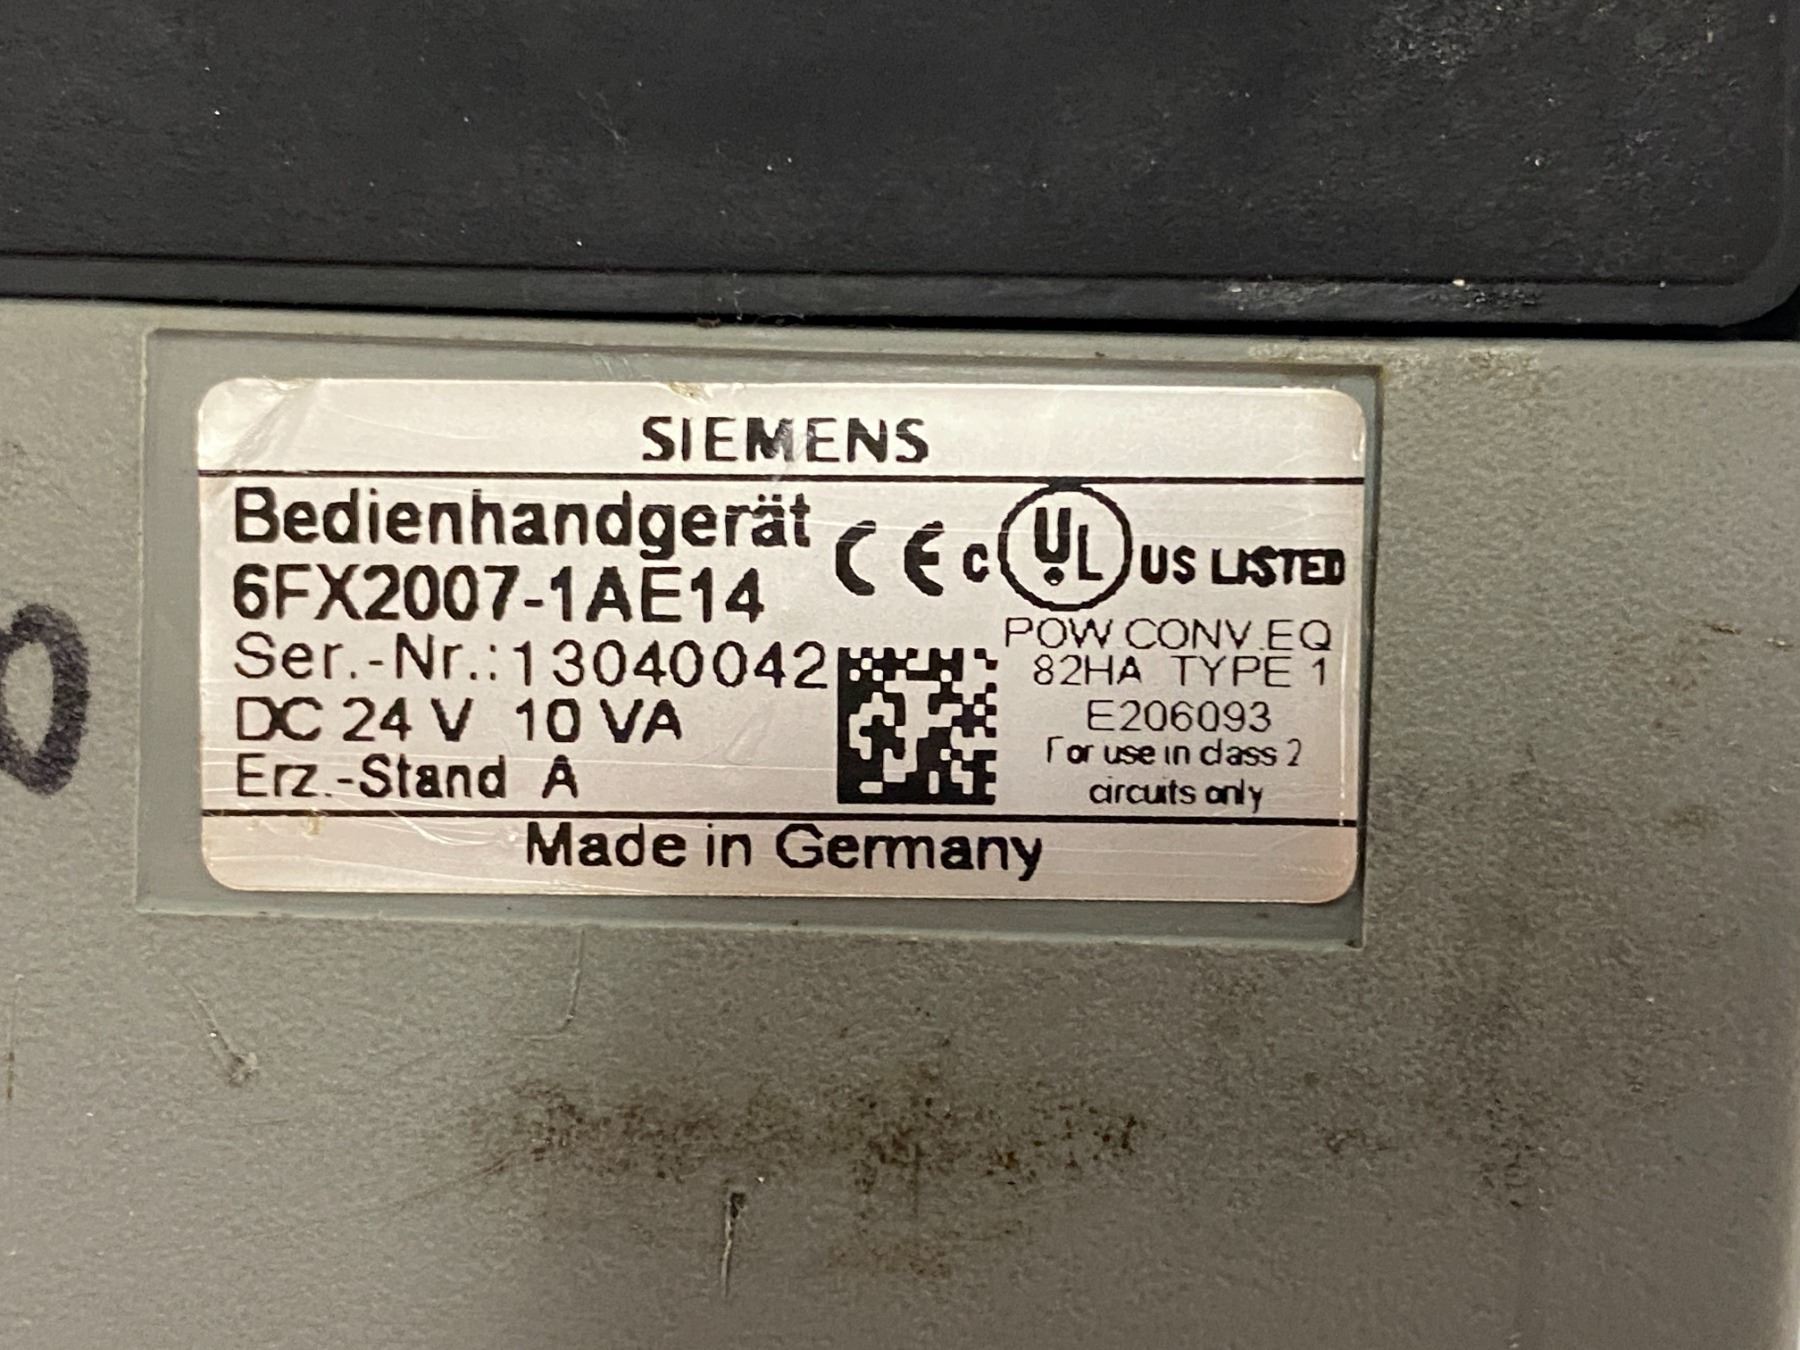 SIEMENS
Bedienhandgerät
6FX2007-1AE14
Ser.-Nr.:13040042
DC 24 V 10 VA
Erz.-Stand A
CE c UL US LISTED
POW.CONV.EQ
82HA TYPE 1
E206093
For use in class 2
circuits only
Made in Germany